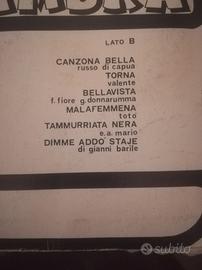 LATO B
CANZONA BELLA
russo di capua
TORNA
valente
BELLAVISTA
f. fiore g. donnarumma
MALAFEMMENA
totò
TAMMURRIATA NERA
e.a. mario
DIMME ADDO STAJE
di gianni barile
subito